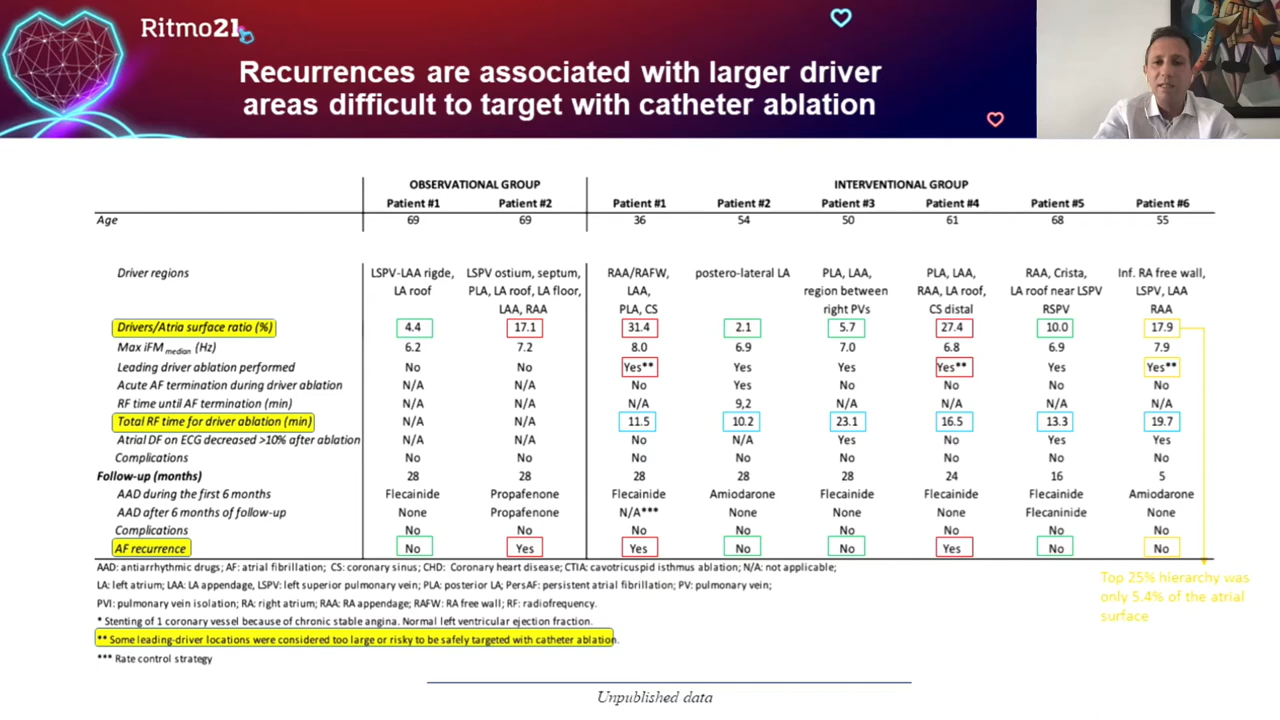 Ritmo21
Recurrences are associated with larger driver
areas difficult to target with catheter ablation
OBSERVATIONAL GROUP INTERVENTIONAL GROUP
Patient #1 Patient #2 Patient #1 Patient #2 Patient #3 Patient #4 Patient #5 Patient #6
Age 69 69 36 54 50 61 68 55
Driver regions LSPV-LAA rigde, LSPV ostium, septum, RAA/RAFW, postero-lateral LA PLA, LAA, PLA, LAA, RAA, Crista, Inf. RA free wall,
LA roof PLA, LA roof, LA floor, LAA, region between RAA, LA roof, LA roof near LSPV LSPV, LAA
LAA, RAA PLA, CS right PVs CS distal RSPV RAA
Drivers/Atria surface ratio (%) 4.4 17.1 31.4 2.1 5.7 27.4 10.0 17.9
Max iFM median (Hz) 6.2 7.2 8.0 6.9 7.0 6.8 6.9 7.9
Leading driver ablation performed No No Yes** Yes Yes Yes** Yes Yes**
Acute AF termination during driver ablation N/A N/A No Yes No No No No
RF time until AF termination (min) N/A N/A N/A 9,2 N/A N/A N/A N/A
Total RF time for driver ablation (min) N/A N/A 11.5 10.2 23.1 16.5 13.3 19.7
Atrial DF on ECG decreased >10% after ablation N/A N/A No N/A Yes No Yes Yes
Complications No No No No No No No No
Follow-up (months) 28 28 28 28 28 24 16 5
AAD during the first 6 months Flecainide Propafenone Flecainide Amiodarone Flecainide Flecainide Flecainide Amiodarone
AAD after 6 months of follow-up None Propafenone N/A*** None None None Flecaninide None
Complications No No No No No No No No
AF recurrence No Yes Yes No No Yes No No
AAD: antiarrhythmic drugs; AF: atrial fibrillation; CS: coronary sinus; CHD: Coronary heart disease; CTIA: cavotricuspid isthmus ablation; N/A: not applicable;
LA: left atrium; LAA: LA appendage, LSPV: left superior pulmonary vein; PLA: posterior LA; PersAF: persistent atrial fibrillation; PV: pulmonary vein;
PVI: pulmonary vein isolation; RA: right atrium; RAA: RA appendage; RAFW: RA free wall; RF: radiofrequency.
* Stenting of 1 coronary vessel because of chronic stable angina. Normal left ventricular ejection fraction.
** Some leading-driver locations were considered too large or risky to be safely targeted with catheter ablation.
*** Rate control strategy
Top 25% hierarchy was
only 5.4% of the atrial
surface
Unpublished data